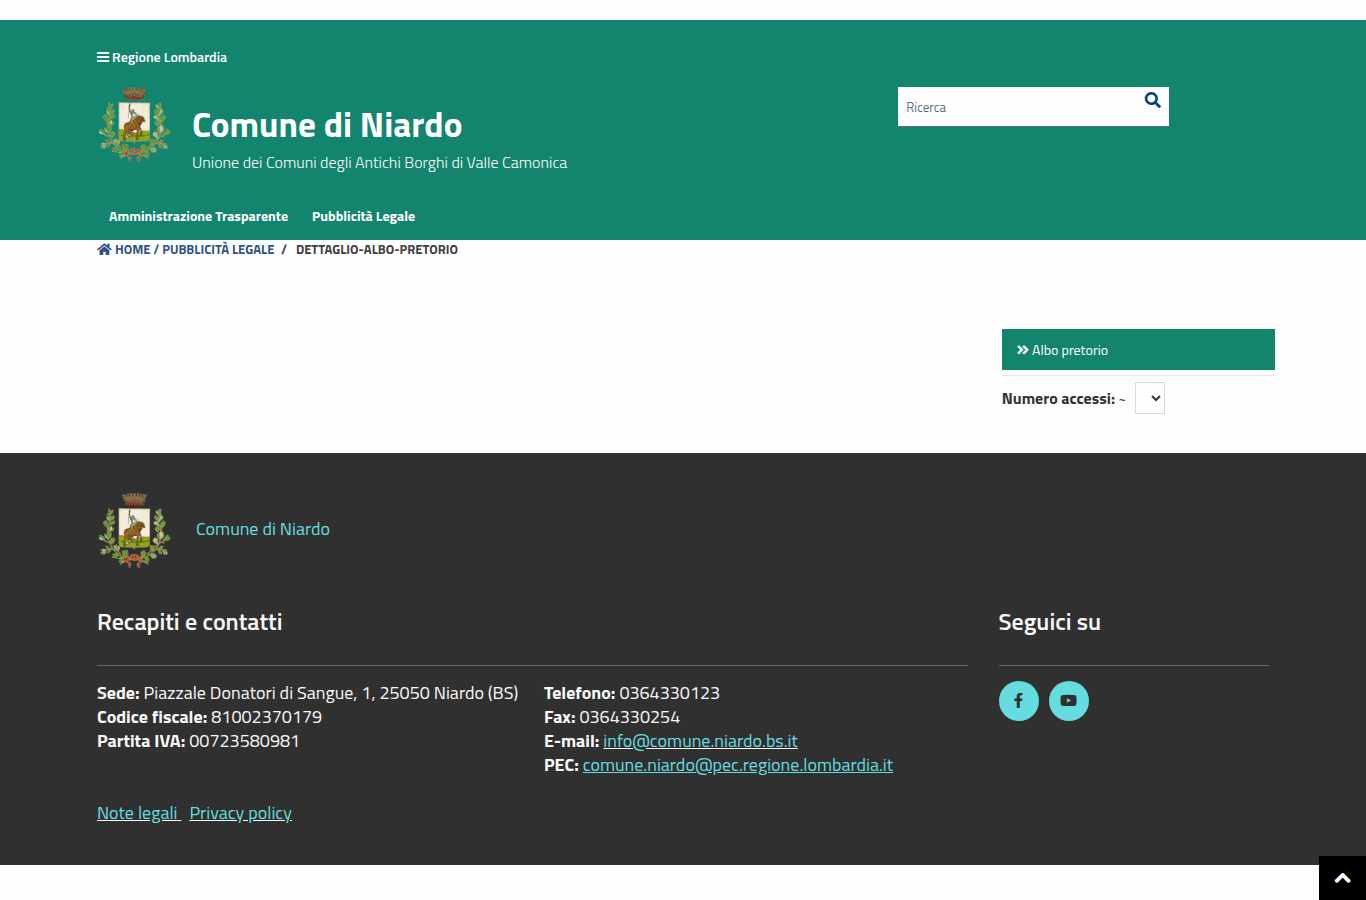 Regione Lombardia
Comune di Niardo
Unione dei Comuni degli Antichi Borghi di Valle Camonica
Ricerca
Amministrazione Trasparente Pubblicità Legale
HOME / PUBBLICITÀ LEGALE / DETTAGLIO-ALBO-PRETORIO
Albo pretorio
Numero accessi: ~
Comune di Niardo
Recapiti e contatti
Sede: Piazzale Donatori di Sangue, 1, 25050 Niardo (BS)
Codice fiscale: 81002370179
Partita IVA: 00723580981
Telefono: 0364330123
Fax: 0364330254
E-mail: info@comune.niardo.bs.it
PEC: comune.niardo@pec.regione.lombardia.it
Seguici su
Note legali Privacy policy